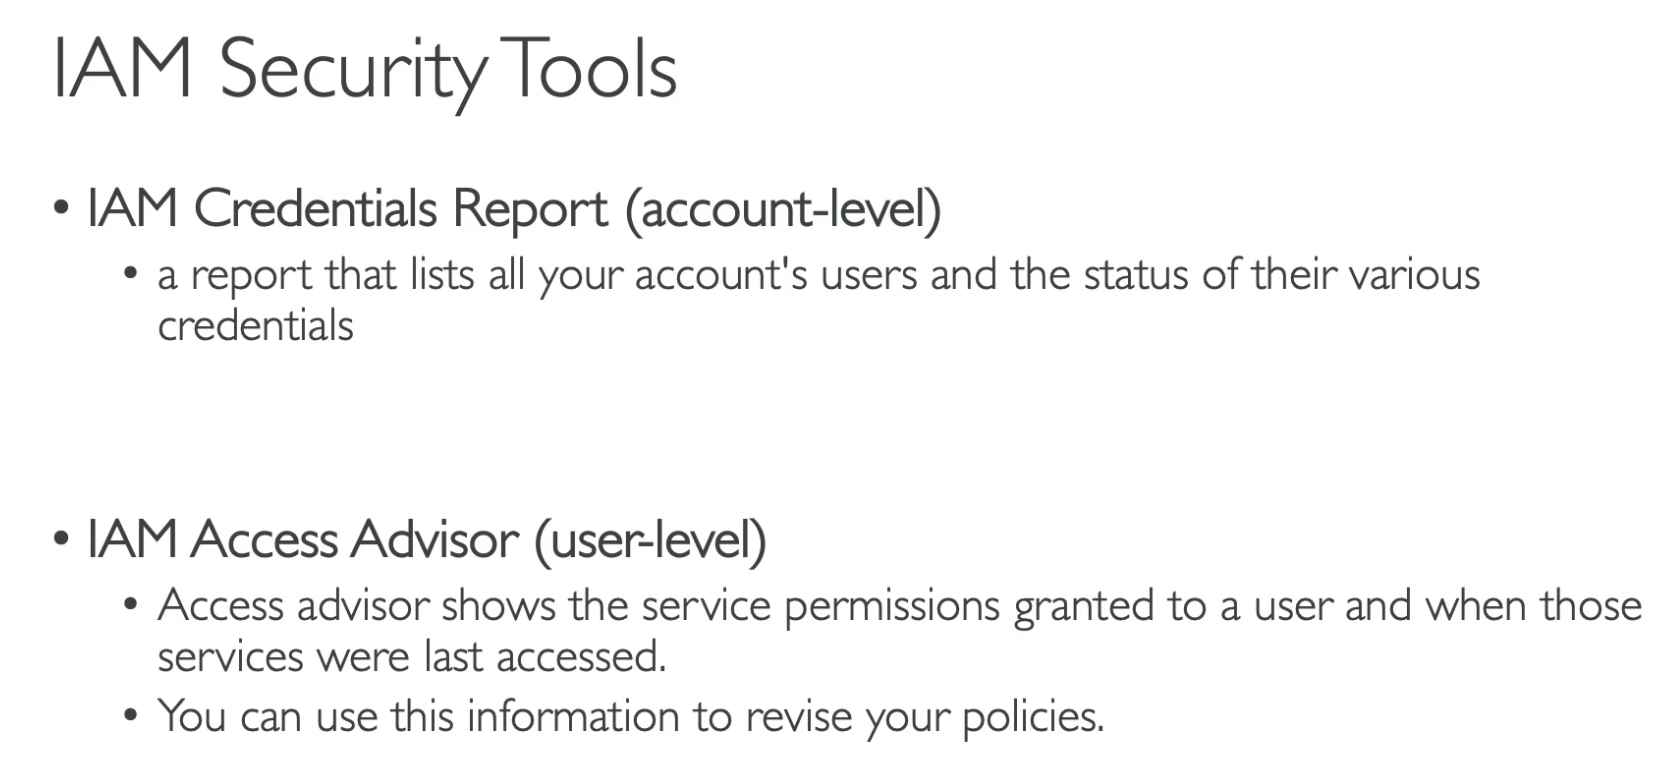 IAM Security Tools
• IAM Credentials Report (account-level)
• a report that lists all your account's users and the status of their various
credentials
• IAM Access Advisor (user-level)
• Access advisor shows the service permissions granted to a user and when those
services were last accessed.
• You can use this information to revise your policies.